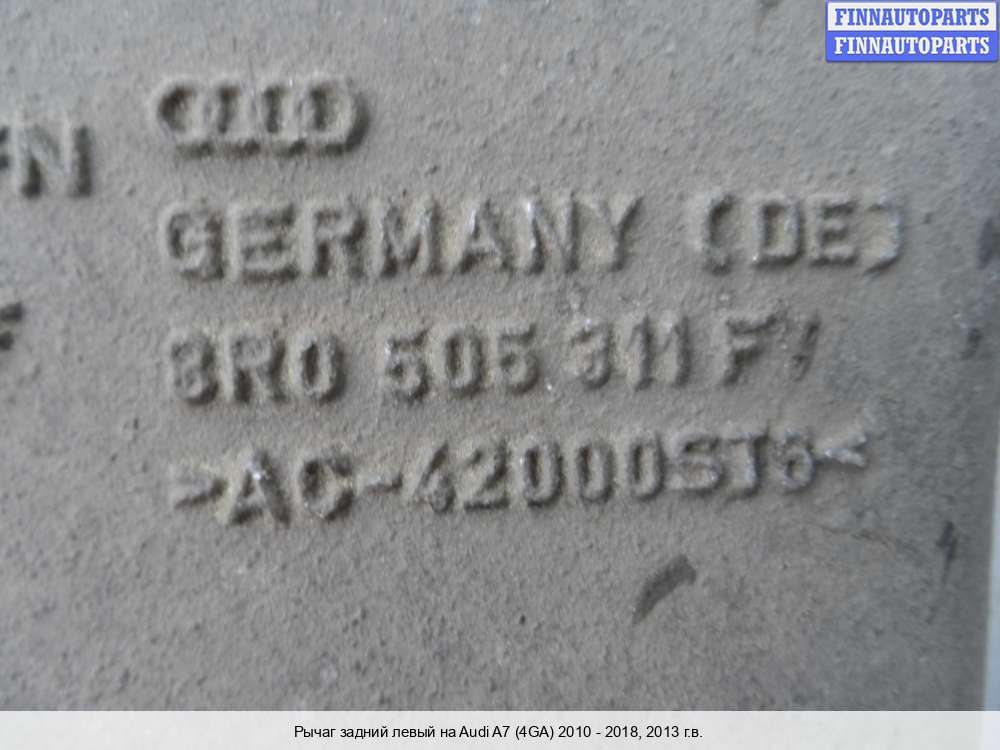 FINNAUTOPARTS
FINNAUTOPARTS
GERMANY (DE)
8R0 505 311 F
>AC-42000ST6<
Рычаг задний левый на Audi A7 (4GA) 2010 - 2018, 2013 г.в.